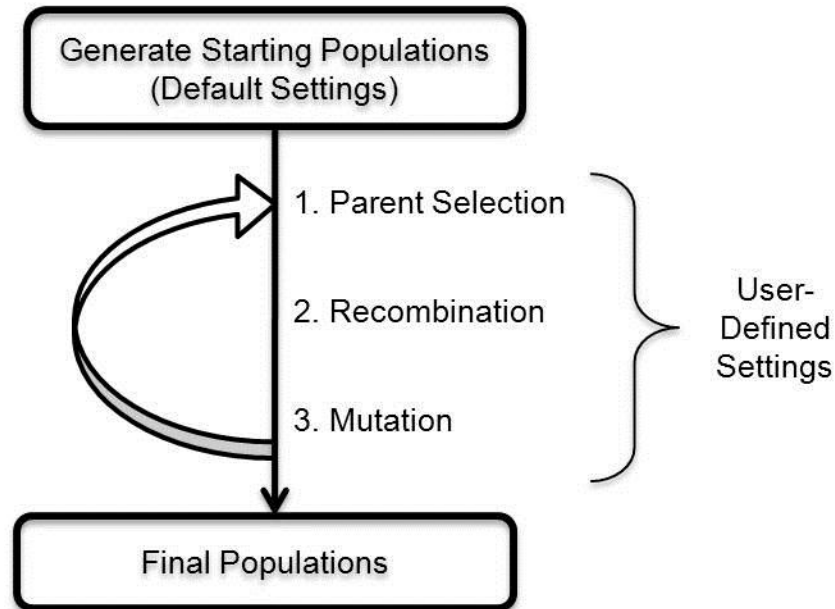 Generate Starting Populations
(Default Settings)
1. Parent Selection
2. Recombination
3. Mutation
User-
Defined
Settings
Final Populations